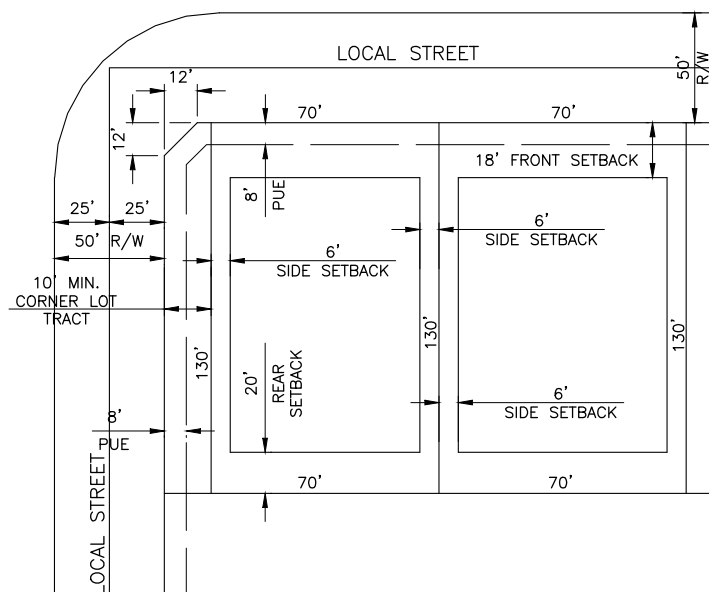 LOCAL STREET
50'
R/W
12'
70'
70'
12'
18' FRONT SETBACK
8'
PUE
25'
25'
50' R/W
6'
SIDE SETBACK
6'
SIDE SETBACK
10' MIN.
CORNER LOT
TRACT
130'
130'
130'
20'
REAR
SETBACK
6'
SIDE SETBACK
8'
PUE
LOCAL STREET
70'
70'